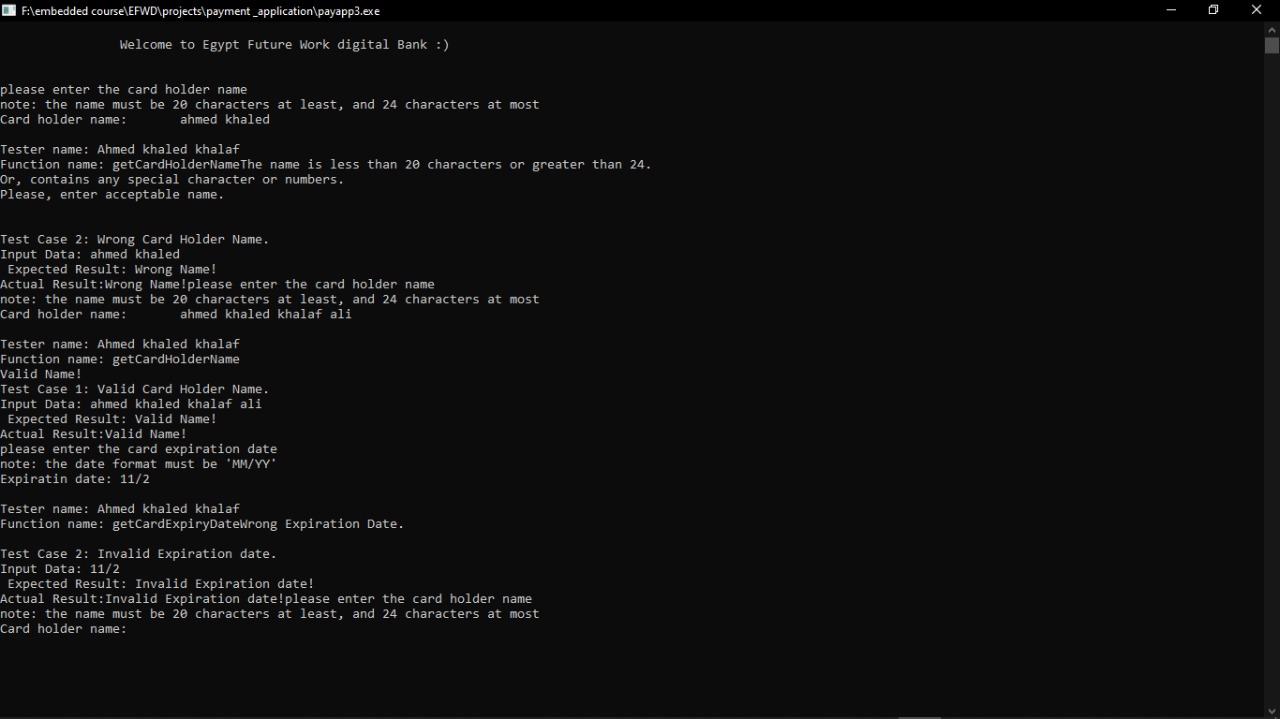 F:\embedded course\EFWD\projects\payment _application\payapp3.exe
Welcome to Egypt Future Work digital Bank :)
please enter the card holder name
note: the name must be 20 characters at least, and 24 characters at most
Card holder name:       ahmed khaled
Tester name: Ahmed khaled khalaf
Function name: getCardHolderNameThe name is less than 20 characters or greater than 24.
Or, contains any special character or numbers.
Please, enter acceptable name.
Test Case 2: Wrong Card Holder Name.
Input Data: ahmed khaled
 Expected Result: Wrong Name!
Actual Result:Wrong Name!please enter the card holder name
note: the name must be 20 characters at least, and 24 characters at most
Card holder name:       ahmed khaled khalaf ali
Tester name: Ahmed khaled khalaf
Function name: getCardHolderName
Valid Name!
Test Case 1: Valid Card Holder Name.
Input Data: ahmed khaled khalaf ali
 Expected Result: Valid Name!
Actual Result:Valid Name!
please enter the card expiration date
note: the date format must be 'MM/YY'
Expiratin date: 11/2
Tester name: Ahmed khaled khalaf
Function name: getCardExpiryDateWrong Expiration Date.
Test Case 2: Invalid Expiration date.
Input Data: 11/2
 Expected Result: Invalid Expiration date!
Actual Result:Invalid Expiration date!please enter the card holder name
note: the name must be 20 characters at least, and 24 characters at most
Card holder name: